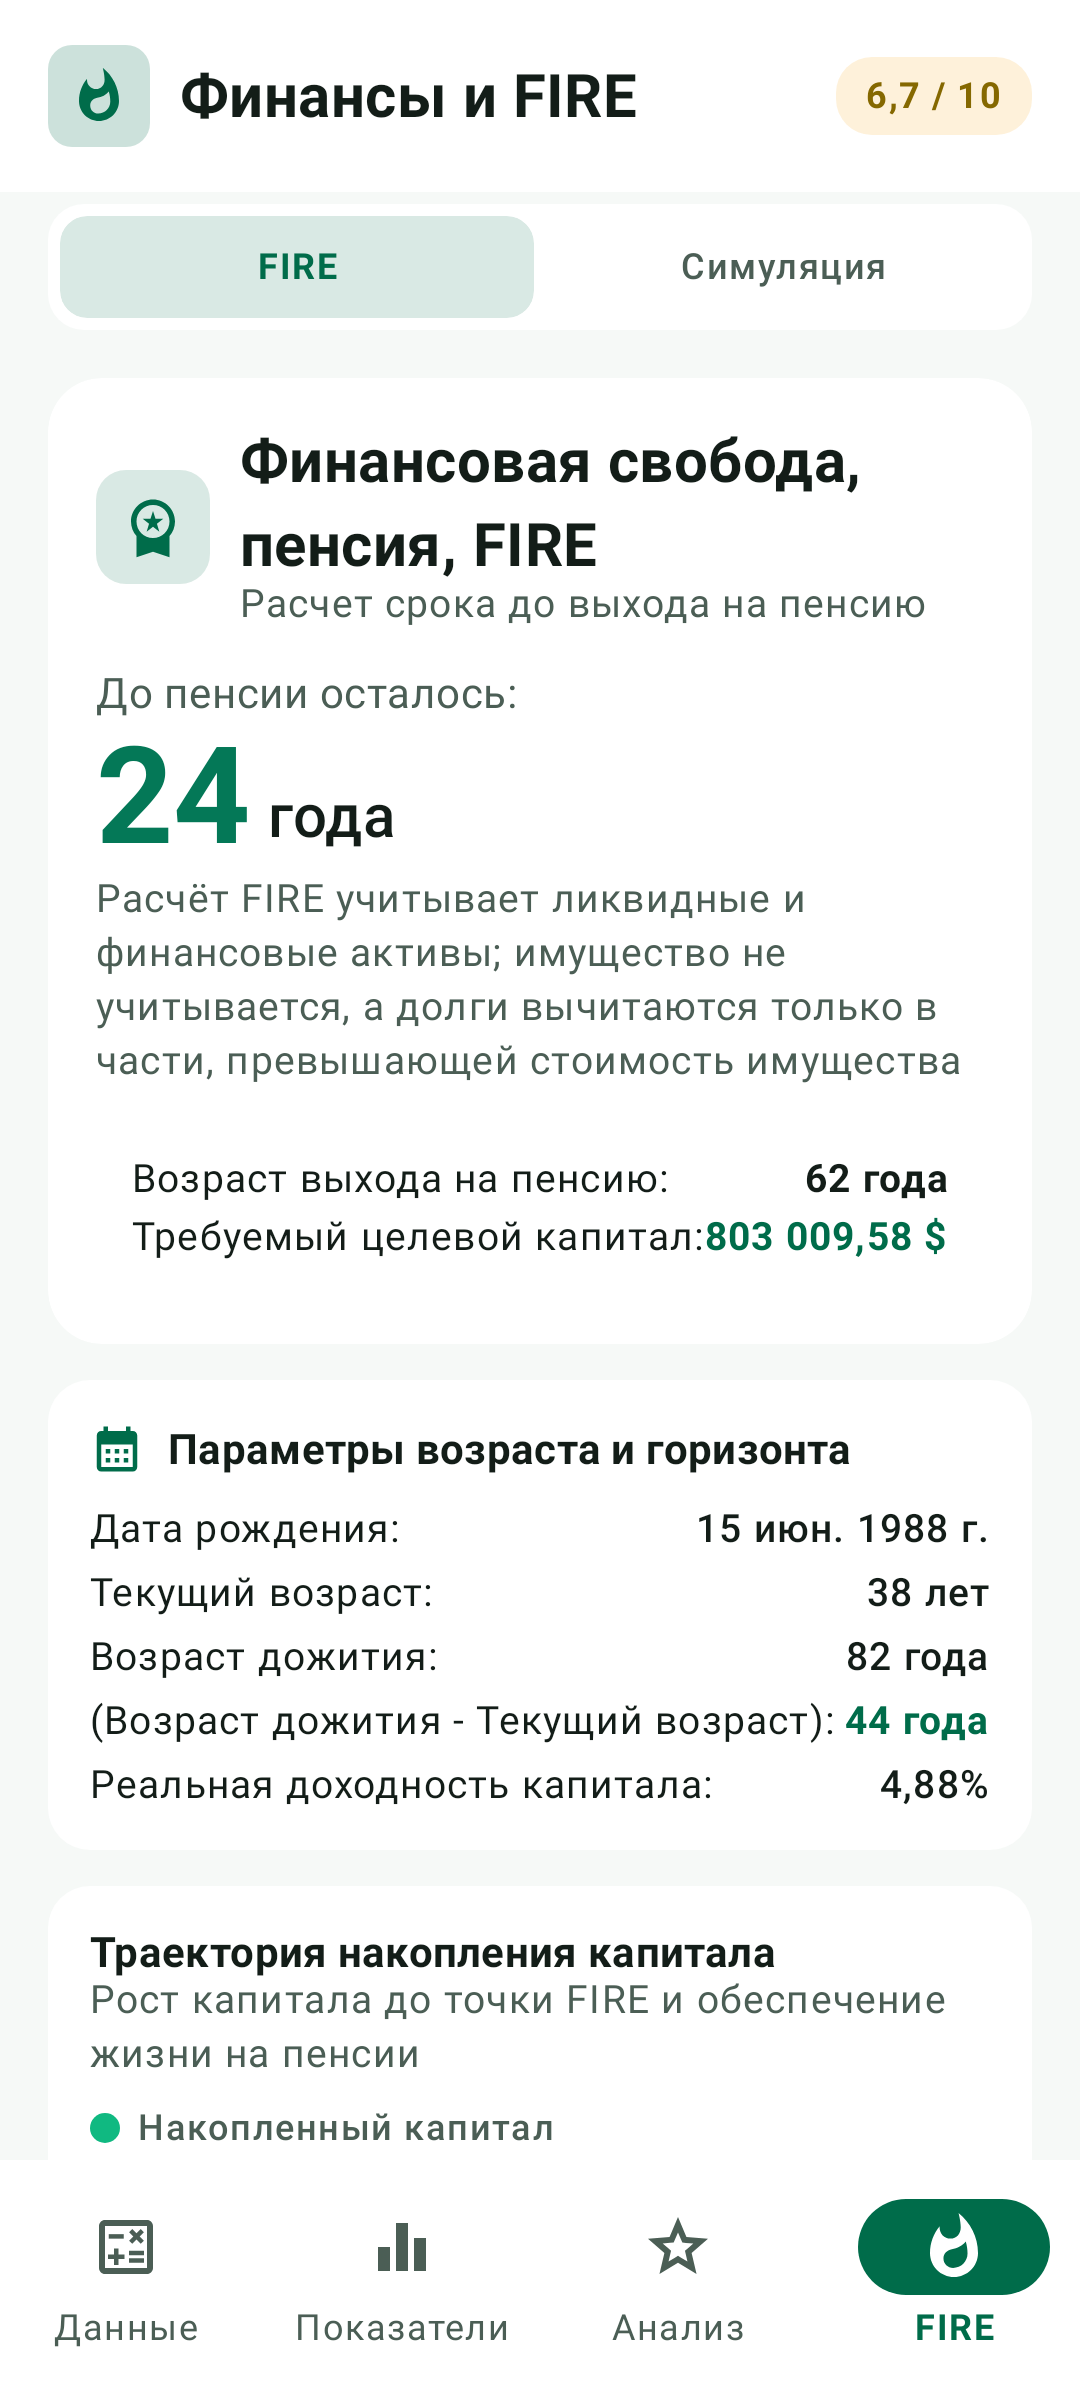 Финансы и FIRE
6,7 / 10
FIRE
Симуляция
Финансовая свобода,
пенсия, FIRE
Расчет срока до выхода на пенсию
До пенсии осталось:
24 года
Расчёт FIRE учитывает ликвидные и
финансовые активы; имущество не
учитывается, а долги вычитаются только в
части, превышающей стоимость имущества
Возраст выхода на пенсию: 62 года
Требуемый целевой капитал: 803 009,58 $
Параметры возраста и горизонта
Дата рождения: 15 июн. 1988 г.
Текущий возраст: 38 лет
Возраст дожития: 82 года
(Возраст дожития - Текущий возраст): 44 года
Реальная доходность капитала: 4,88%
Траектория накопления капитала
Рост капитала до точки FIRE и обеспечение
жизни на пенсии
Накопленный капитал
Данные
Показатели
Анализ
FIRE